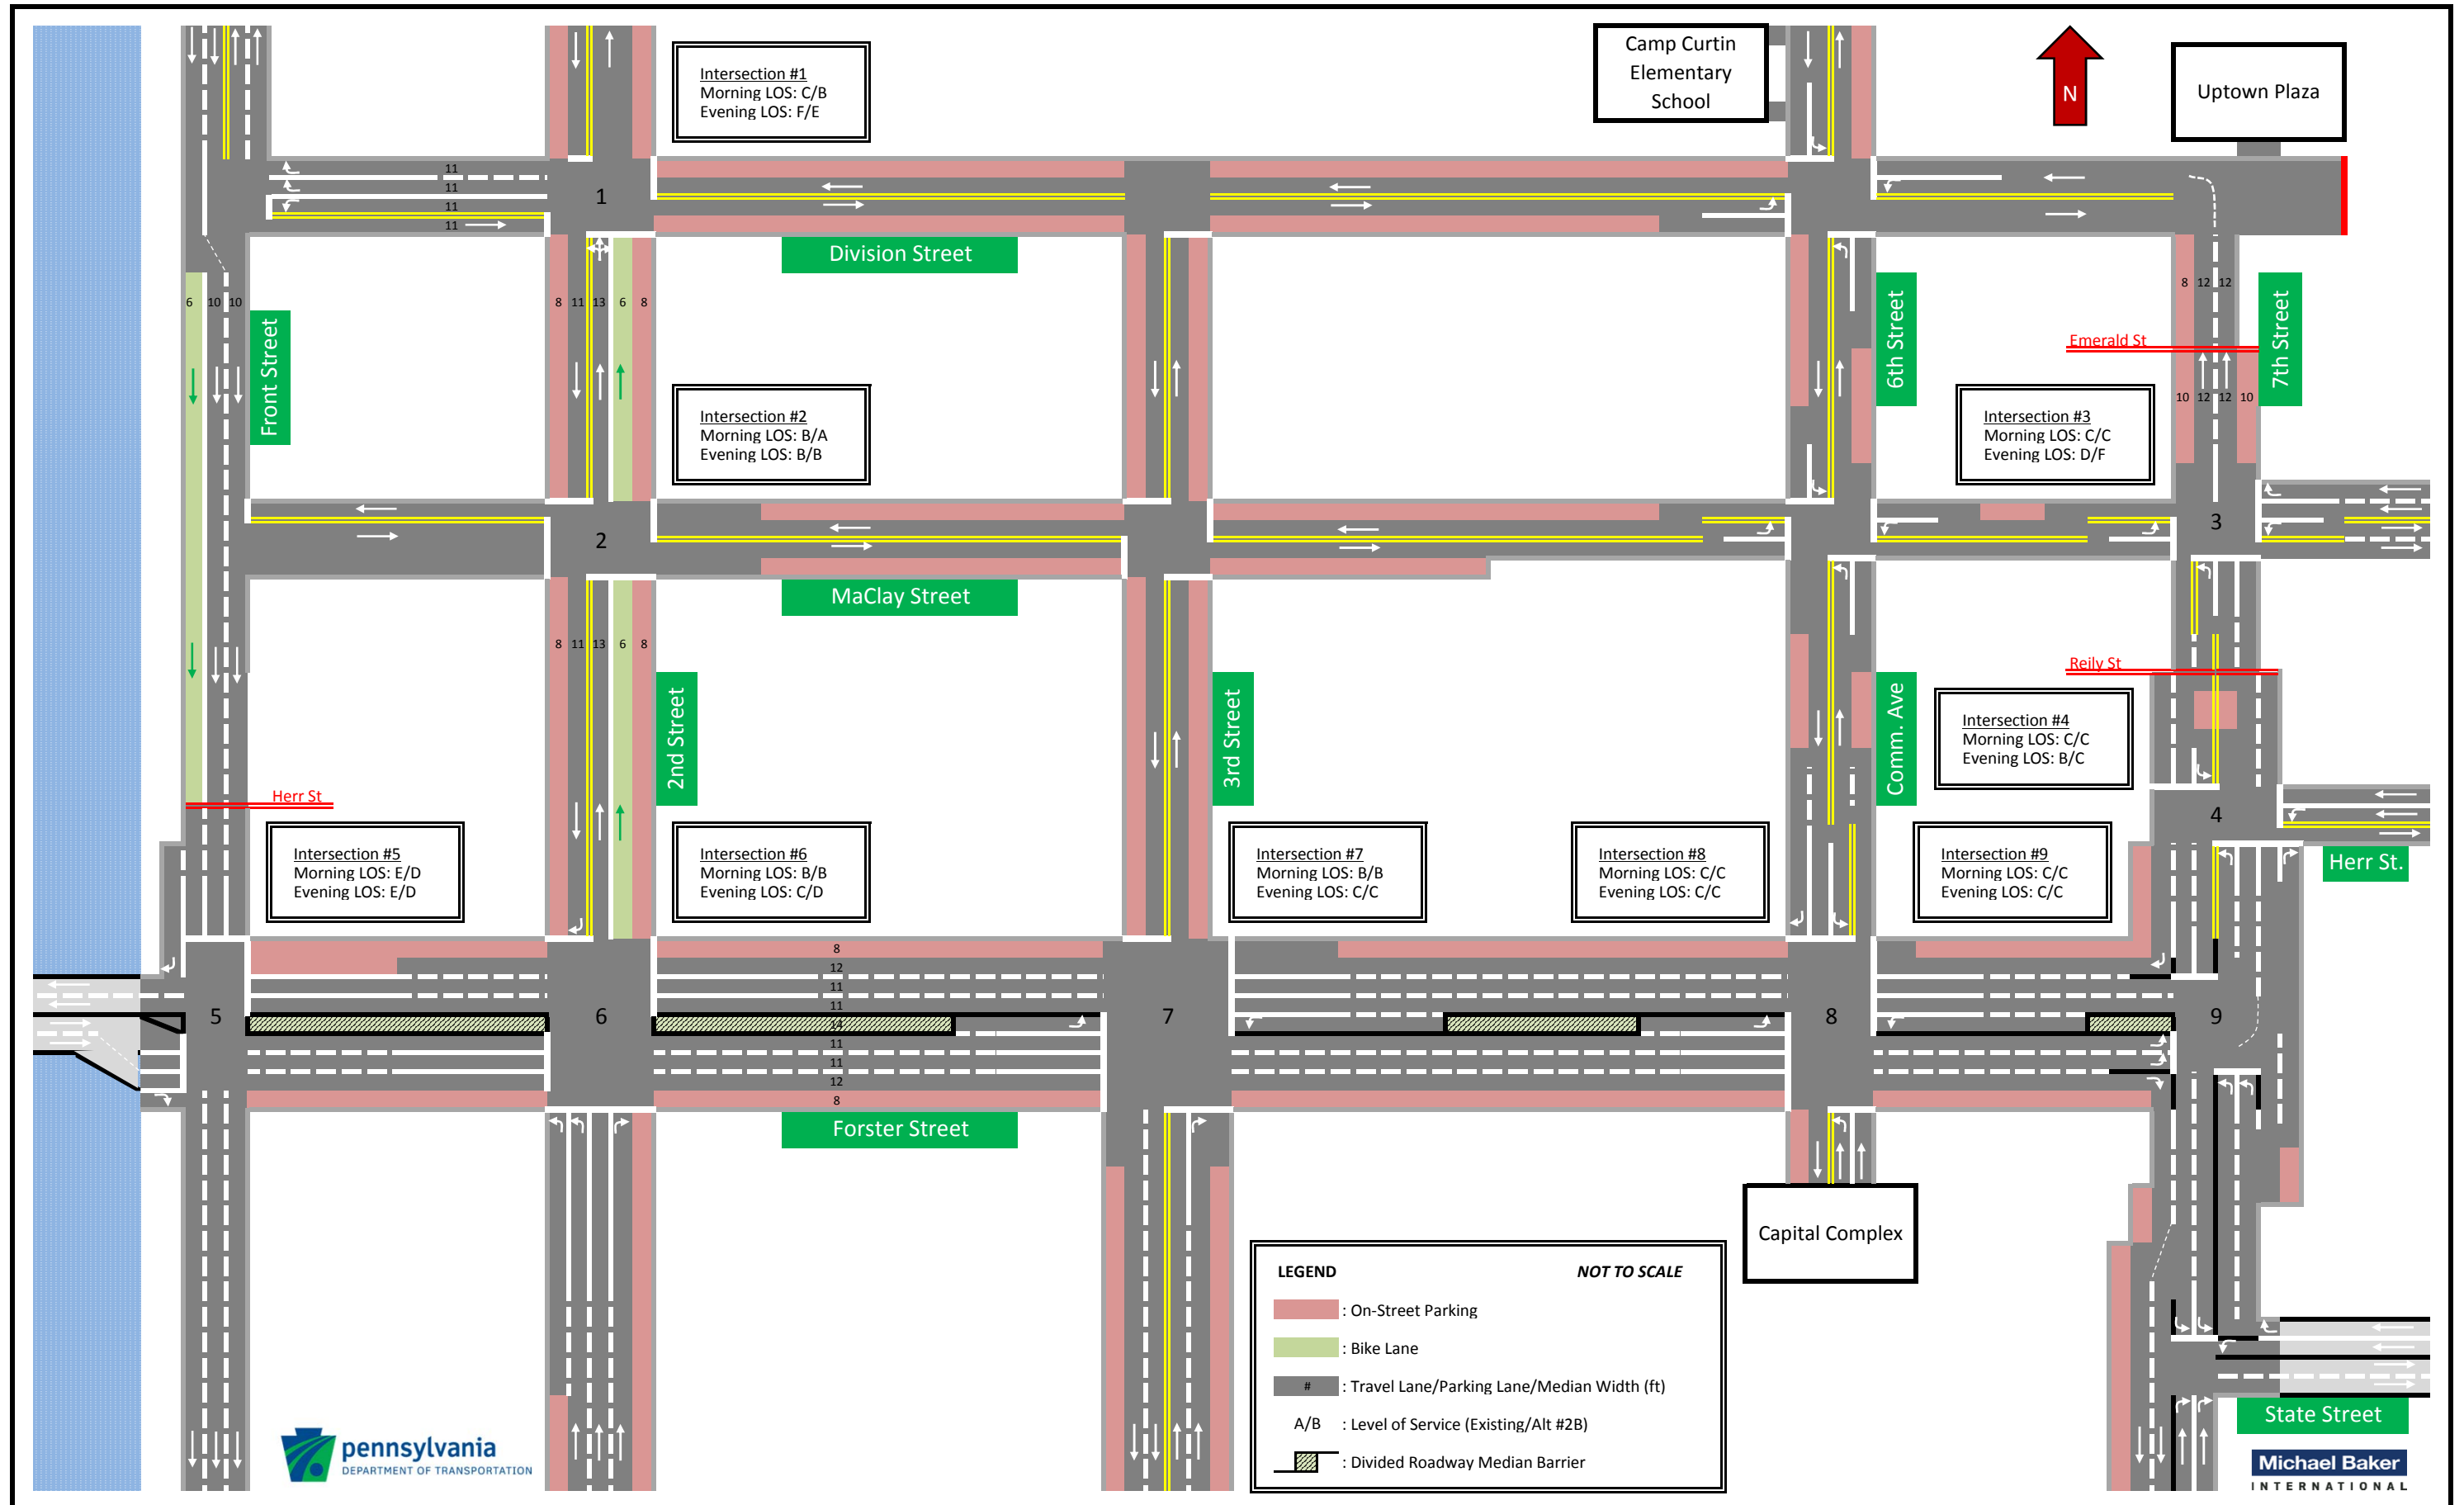 Camp Curtin
Elementary
School
N
Uptown Plaza
Intersection #1
Morning LOS: C/B
Evening LOS: F/E
11
11
11
11
1
Division Street
6 10 10
8 11 13 6 8
8 12 12
Front Street
6th Street
7th Street
Emerald St
10 12 12 10
Intersection #2
Morning LOS: B/A
Evening LOS: B/B
Intersection #3
Morning LOS: C/C
Evening LOS: D/F
2
3
MaClay Street
8 11 13 6 8
2nd Street
3rd Street
Comm. Ave
Reily St
Intersection #4
Morning LOS: C/C
Evening LOS: B/C
Herr St
4
Herr St.
Intersection #5
Morning LOS: E/D
Evening LOS: E/D
Intersection #6
Morning LOS: B/B
Evening LOS: C/D
Intersection #7
Morning LOS: B/B
Evening LOS: C/C
Intersection #8
Morning LOS: C/C
Evening LOS: C/C
Intersection #9
Morning LOS: C/C
Evening LOS: C/C
8
12
11
11
14
11
11
12
8
5
6
7
8
9
Forster Street
Capital Complex
LEGEND NOT TO SCALE
: On-Street Parking
: Bike Lane
# : Travel Lane/Parking Lane/Median Width (ft)
A/B : Level of Service (Existing/Alt #2B)
: Divided Roadway Median Barrier
State Street
pennsylvania
DEPARTMENT OF TRANSPORTATION
Michael Baker
INTERNATIONAL